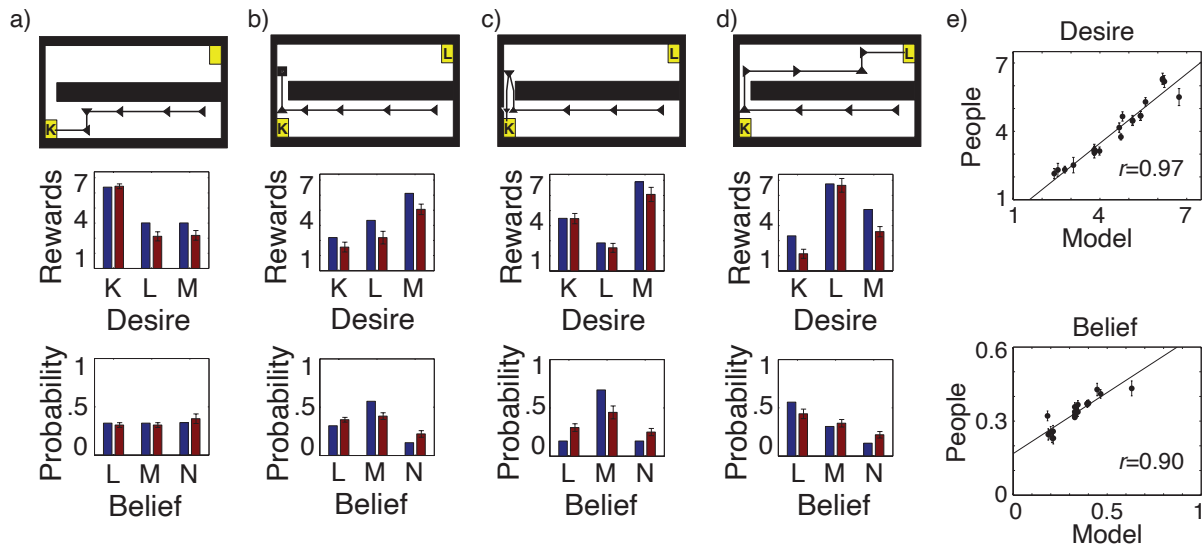 a)
K
7
4
1
Rewards
K L M
Desire
1
.5
0
Probability
L M N
Belief
b)
L
K
7
4
1
Rewards
K L M
Desire
1
.5
0
Probability
L M N
Belief
c)
L
K
7
4
1
Rewards
K L M
Desire
1
.5
0
Probability
L M N
Belief
d)
L
K
7
4
1
Rewards
K L M
Desire
1
.5
0
Probability
L M N
Belief
e)
Desire
7
4
1
People
r=0.97
1 4 7
Model
Belief
0.6
0.3
0
People
r=0.90
0 0.5 1
Model